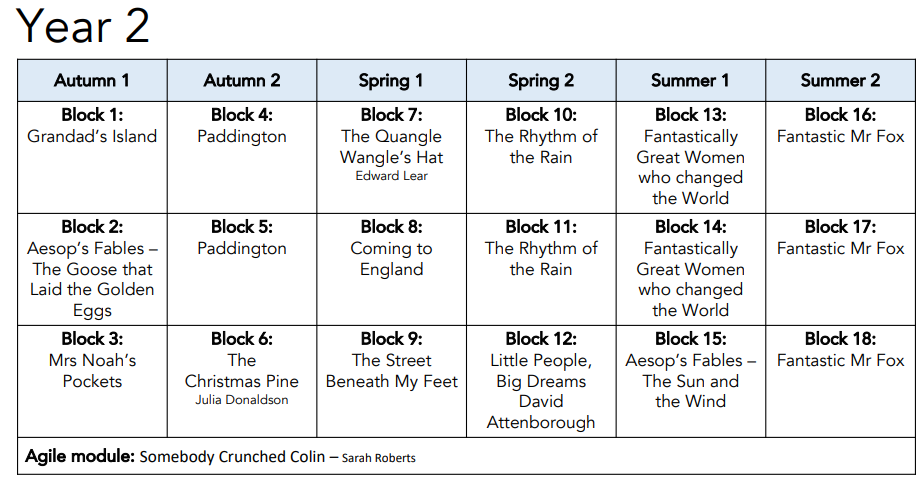 Year 2
Autumn 1
Autumn 2
Spring 1
Spring 2
Summer 1
Summer 2
Block 1:
Grandad's Island
Block 4:
Paddington
Block 7:
The Quangle
Wangle's Hat
Edward Lear
Block 10:
The Rhythm of
the Rain
Block 13:
Fantastically
Great Women
who changed
the World
Block 16:
Fantastic Mr Fox
Block 2:
Aesop's Fables –
The Goose that
Laid the Golden
Eggs
Block 5:
Paddington
Block 8:
Coming to
England
Block 11:
The Rhythm of
the Rain
Block 14:
Fantastically
Great Women
who changed
the World
Block 17:
Fantastic Mr Fox
Block 3:
Mrs Noah's
Pockets
Block 6:
The
Christmas Pine
Julia Donaldson
Block 9:
The Street
Beneath My Feet
Block 12:
Little People,
Big Dreams
David
Attenborough
Block 15:
Aesop's Fables –
The Sun and
the Wind
Block 18:
Fantastic Mr Fox
Agile module: Somebody Crunched Colin – Sarah Roberts